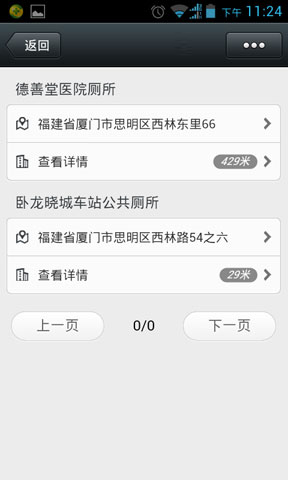 下午 11:24
返回
德善堂医院厕所
福建省厦门市思明区西林东里66
查看详情
429米
卧龙晓城车站公共厕所
福建省厦门市思明区西林路54之六
查看详情
29米
上一页
0/0
下一页